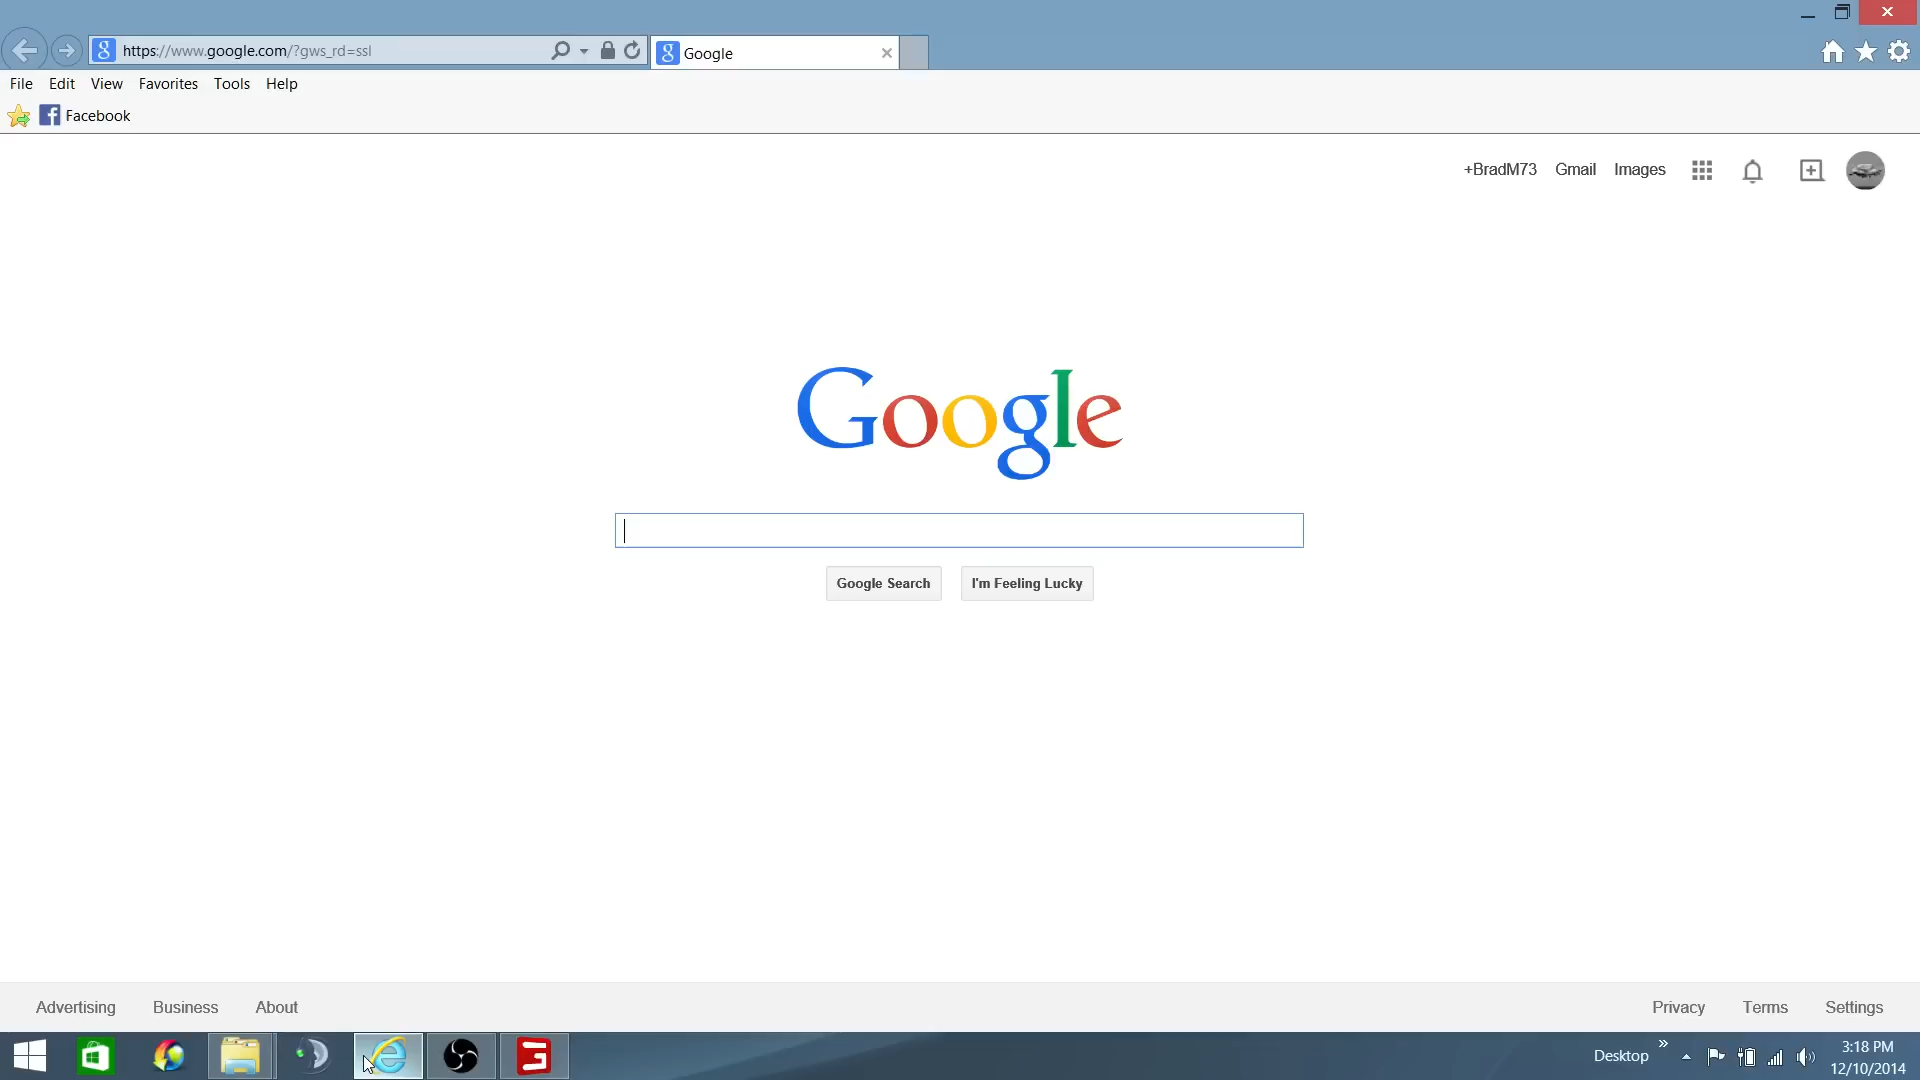 https://www.google.com/?gws_rd=ssl
Google
File Edit View Favorites Tools Help
Facebook
+BradM73 Gmail Images
Google
Google Search I'm Feeling Lucky
Advertising Business About Privacy Terms Settings
Desktop
3:18 PM
12/10/2014